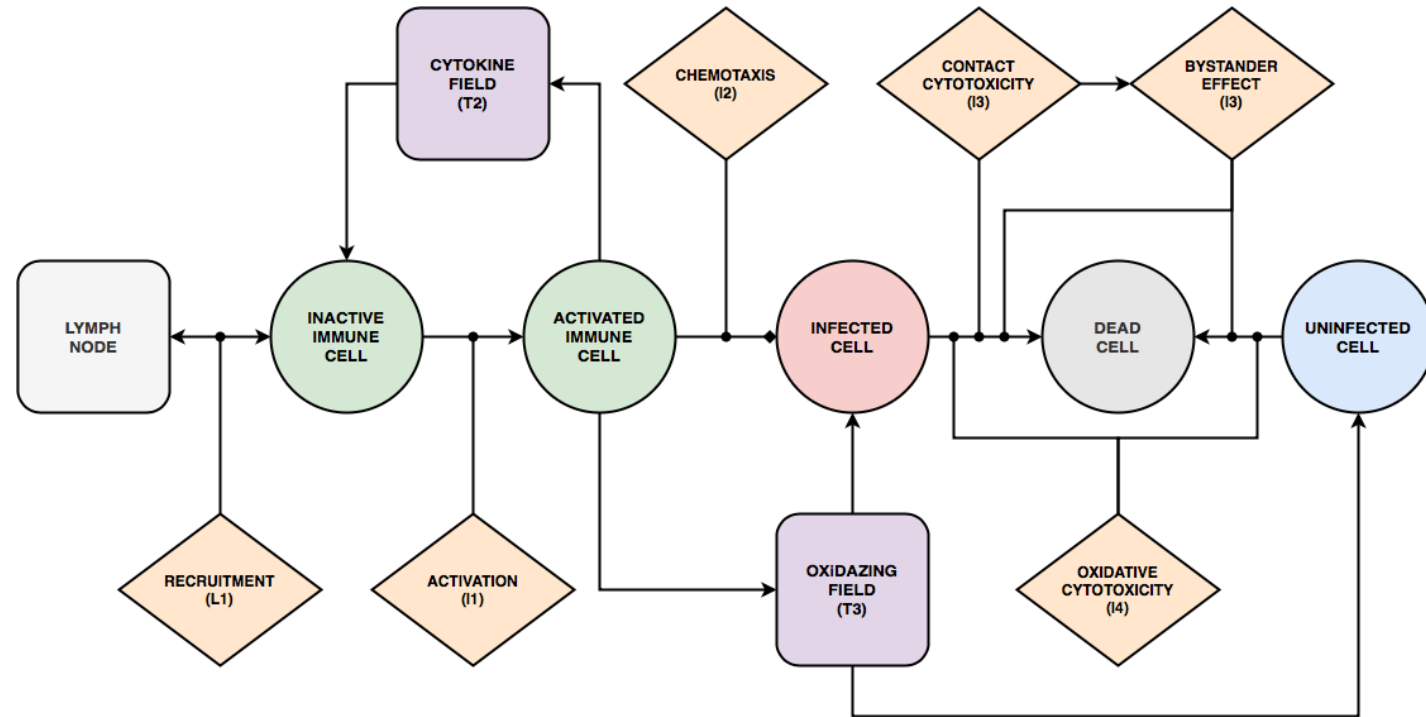 CYTOKINE
FIELD
(T2)
CHEMOTAXIS
(I2)
CONTACT
CYTOTOXICITY
(I3)
BYSTANDER
EFFECT
(I3)
LYMPH
NODE
INACTIVE
IMMUNE
CELL
ACTIVATED
IMMUNE
CELL
INFECTED
CELL
DEAD
CELL
UNINFECTED
CELL
RECRUITMENT
(L1)
ACTIVATION
(I1)
OXiDAZING
FIELD
(T3)
OXIDATIVE
CYTOTOXICITY
(I4)